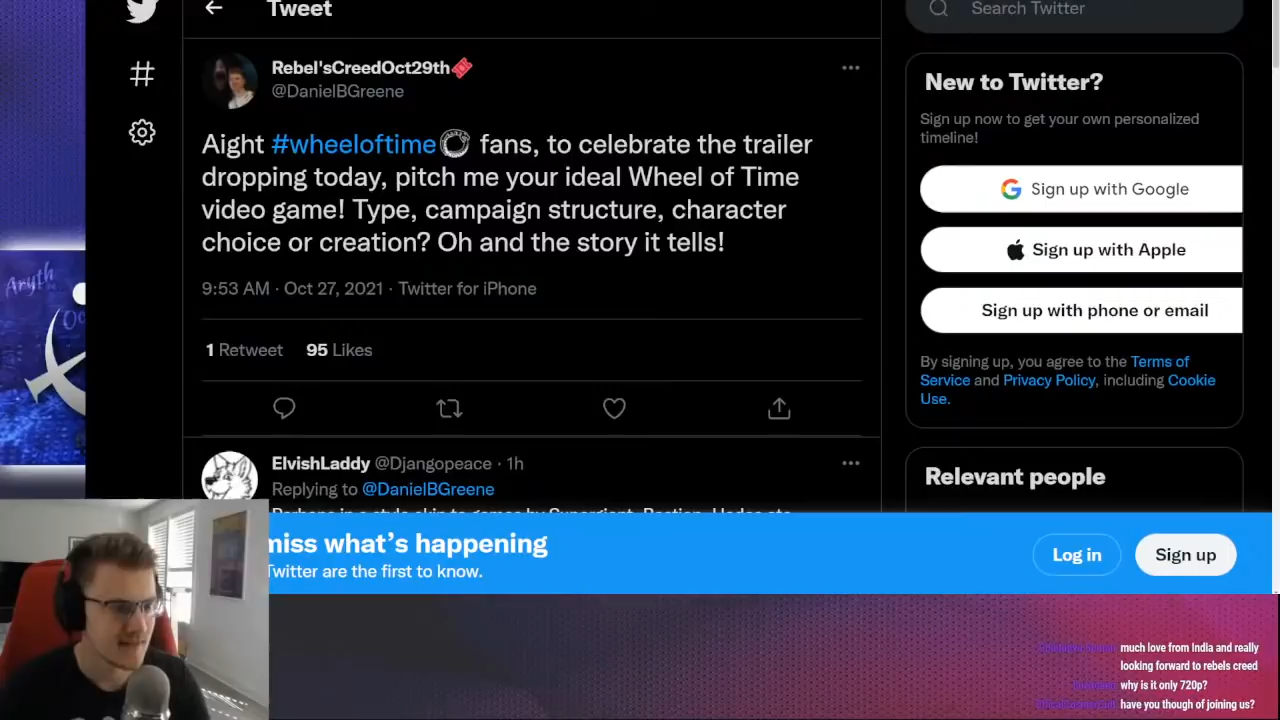 Tweet
Search Twitter
Rebel'sCreedOct29th
@DanielBGreene
Aight #wheeloftime fans, to celebrate the trailer
dropping today, pitch me your ideal Wheel of Time
video game! Type, campaign structure, character
choice or creation? Oh and the story it tells!
9:53 AM · Oct 27, 2021 · Twitter for iPhone
1 Retweet 95 Likes
ElvishLaddy @Djangopeace · 1h
Replying to @DanielBGreene
New to Twitter?
Sign up now to get your own personalized
timeline!
Sign up with Google
Sign up with Apple
Sign up with phone or email
By signing up, you agree to the Terms of
Service and Privacy Policy, including Cookie
Use.
Relevant people
miss what's happening
Twitter are the first to know.
Log in
Sign up
Aryth
much love from India and really
looking forward to rebels creed
why is it only 720p?
have you though of joining us?